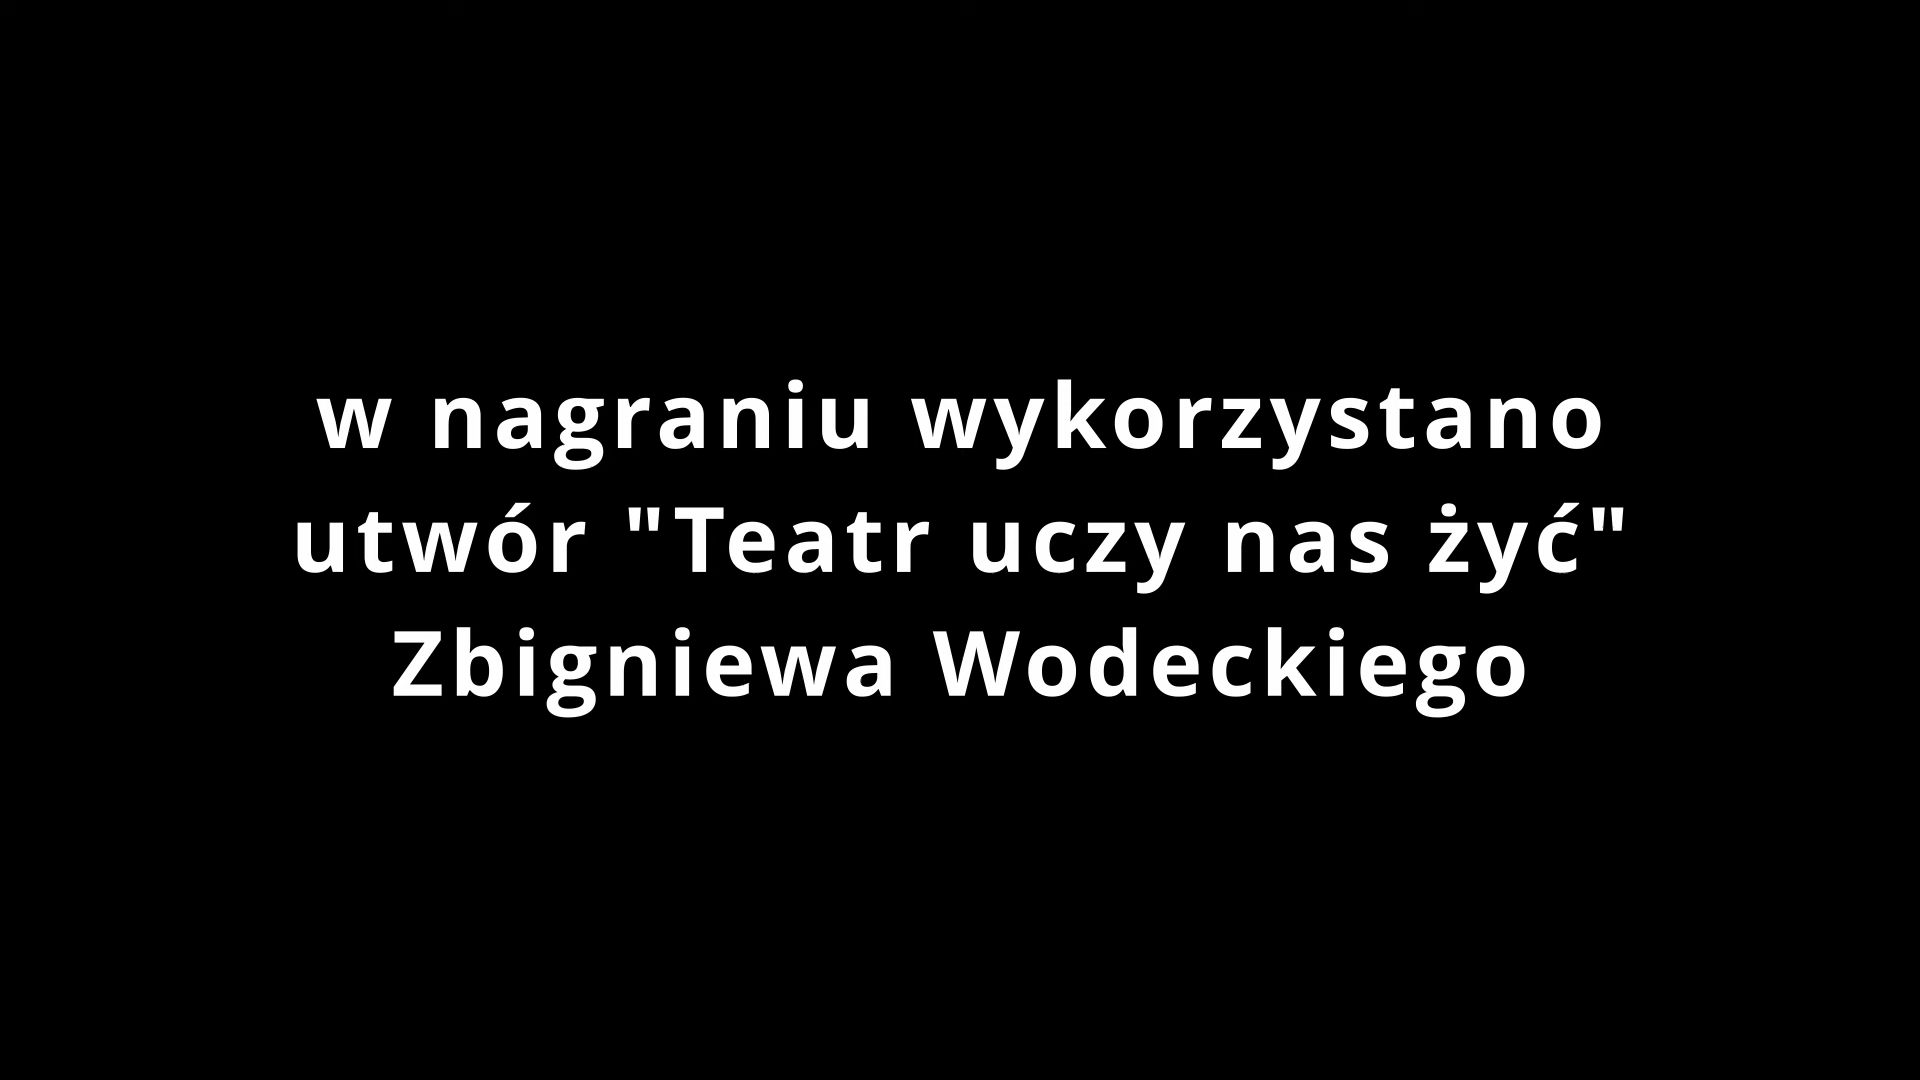 w nagraniu wykorzystano
utwór "Teatr uczy nas żyć"
Zbigniewa Wodeckiego